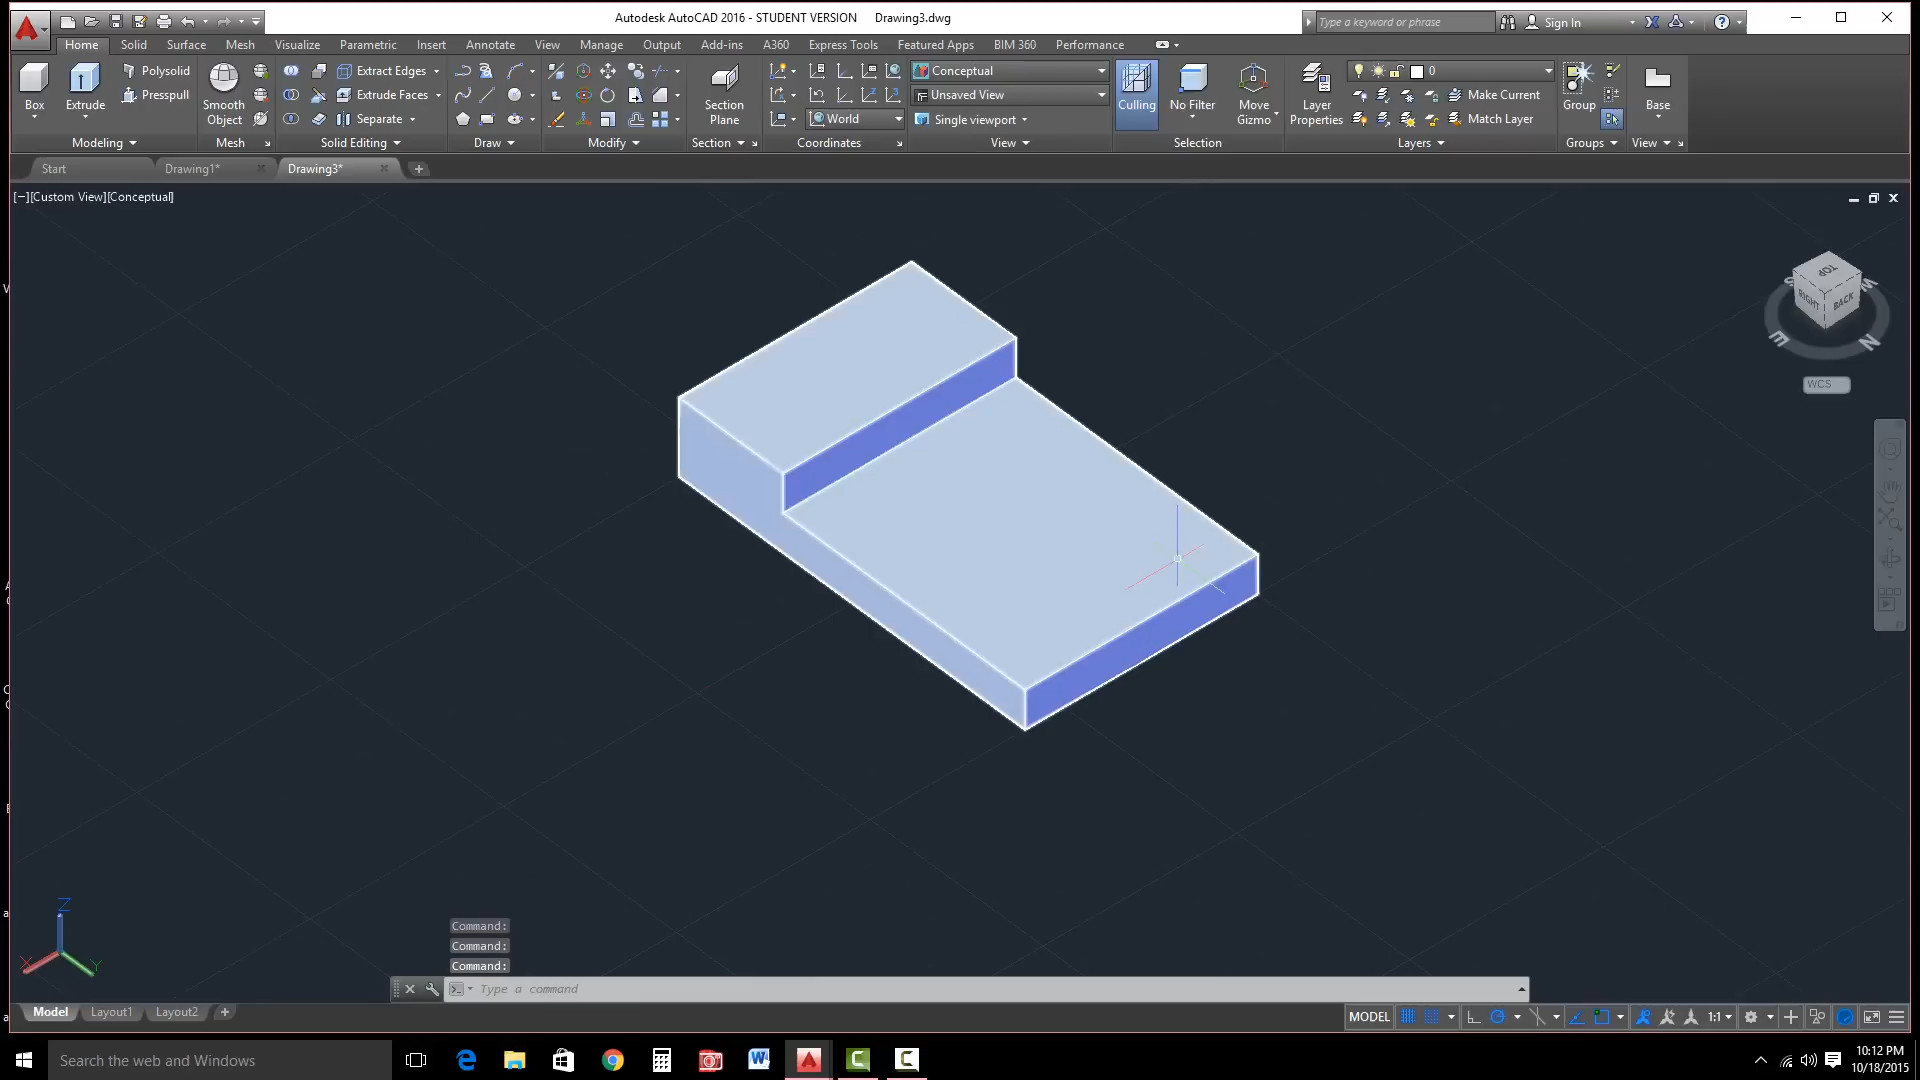 Autodesk AutoCAD 2016 - STUDENT VERSION Drawing3.dwg
Type a keyword or phrase
Sign In
Home Solid Surface Mesh Visualize Parametric Insert Annotate View Manage Output Add-ins A360 Express Tools Featured Apps BIM 360 Performance
Box
Extrude
Polysolid
Presspull
Modeling
Smooth
Object
Mesh
Extract Edges
Extrude Faces
Separate
Solid Editing
Draw
Modify
Section
Plane
Section
World
Coordinates
Conceptual
Unsaved View
Single viewport
View
Culling
No Filter
Move
Gizmo
Selection
Layer
Properties
0
Make Current
Match Layer
Layers
Group
Groups
Base
View
Start Drawing1* Drawing3*
[−][Custom View][Conceptual]
TOP
RIGHT
BACK
S W
E N
WCS
Z
X Y
Command:
Command:
Command:
Type a command
Model Layout1 Layout2
MODEL
1:1
Search the web and Windows
10:12 PM
10/18/2015